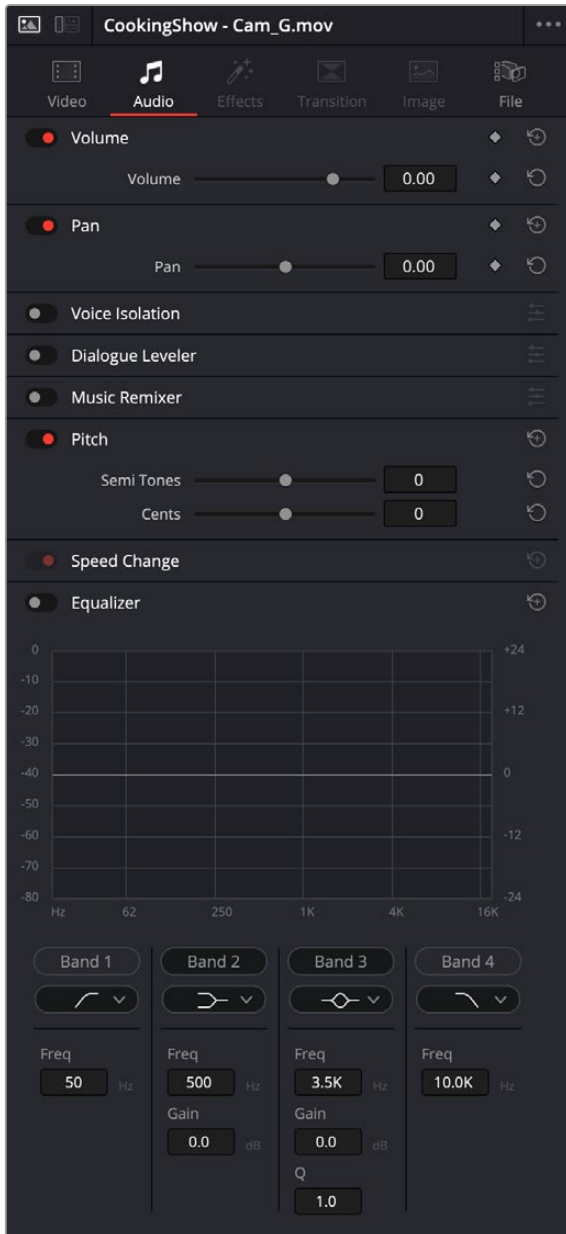 CookingShow - Cam_G.mov
Video Audio Effects Transition Image File
Volume
Volume 0.00
Pan
Pan 0.00
Voice Isolation
Dialogue Leveler
Music Remixer
Pitch
Semi Tones 0
Cents 0
Speed Change
Equalizer
0 +24
-10
-20 +12
-30
-40 0
-50
-60 -12
-70
-80 -24
Hz 62 250 1K 4K 16K
Band 1 Band 2 Band 3 Band 4
Freq Freq Freq Freq
50 Hz 500 Hz 3.5K Hz 10.0K Hz
Gain Gain
0.0 dB 0.0 dB
Q
1.0